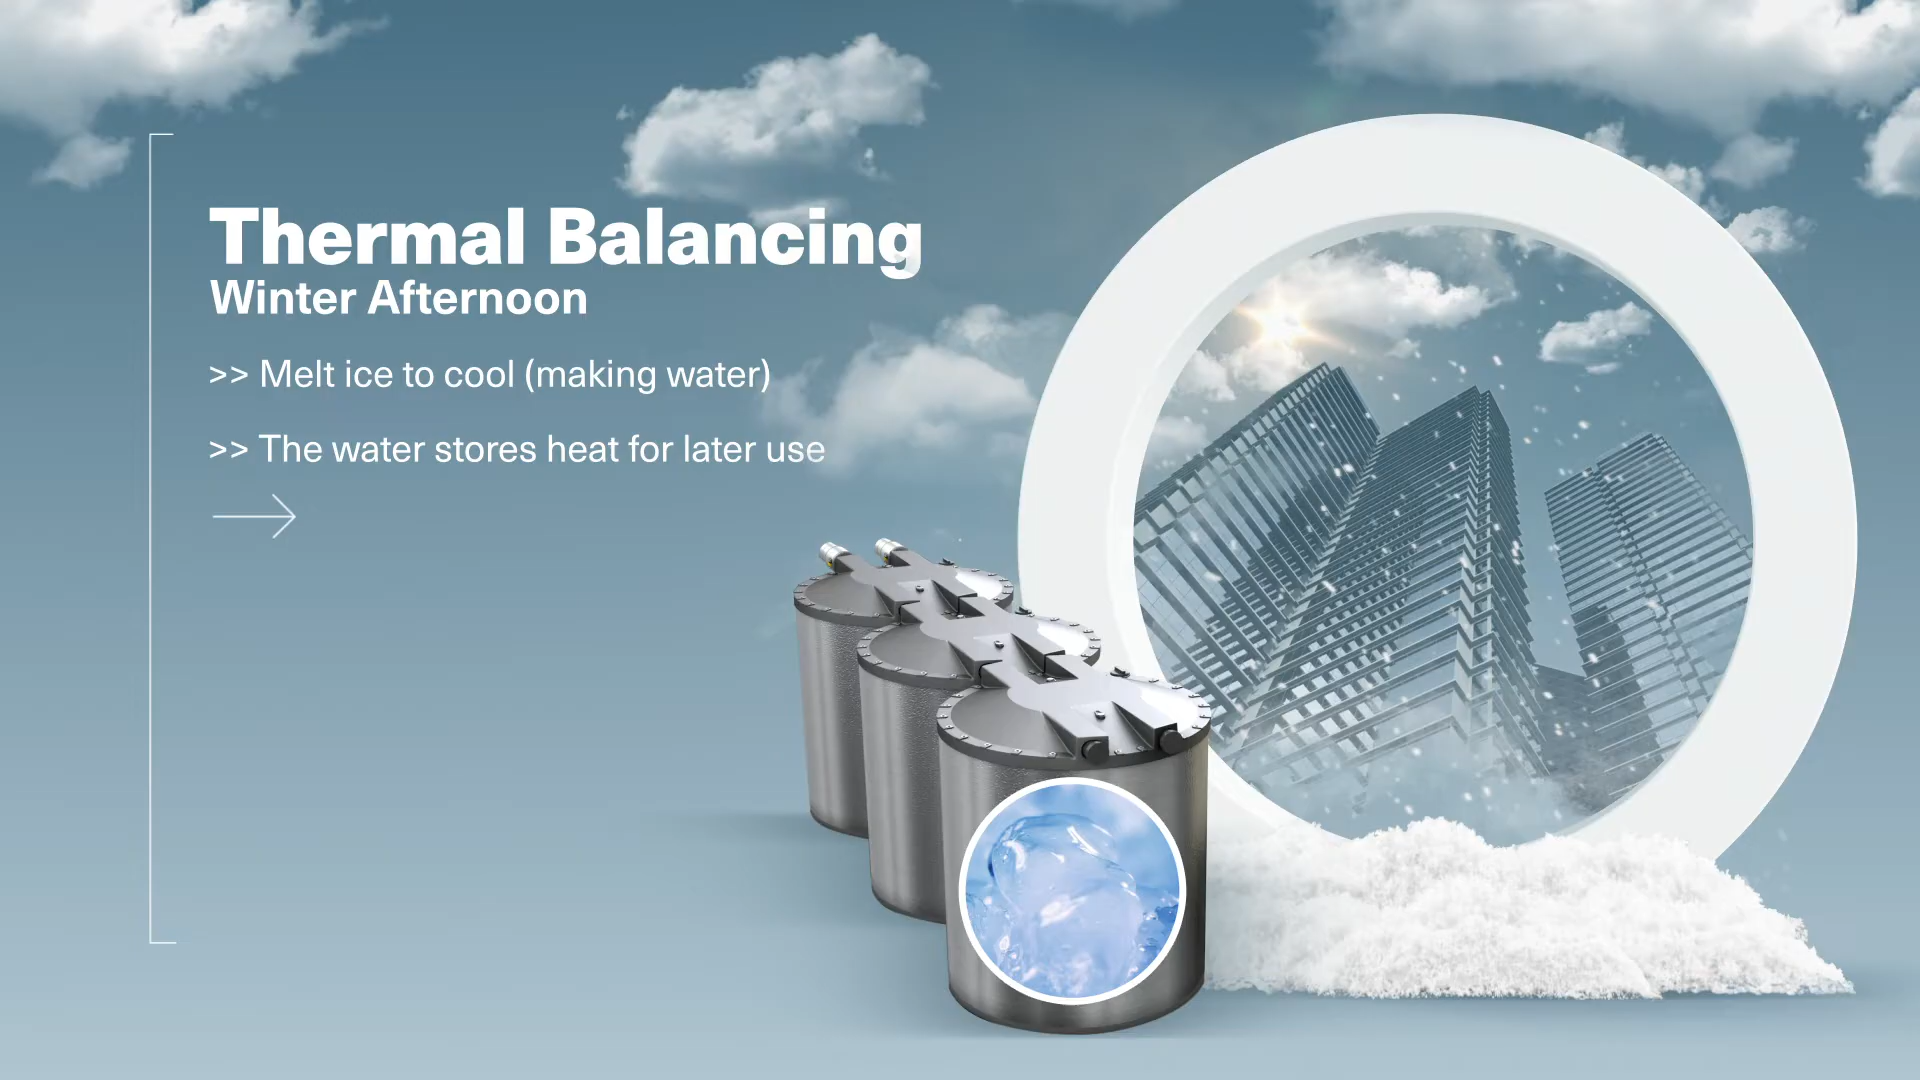 Thermal Balancing
Winter Afternoon
>> Melt ice to cool (making water)
>> The water stores heat for later use